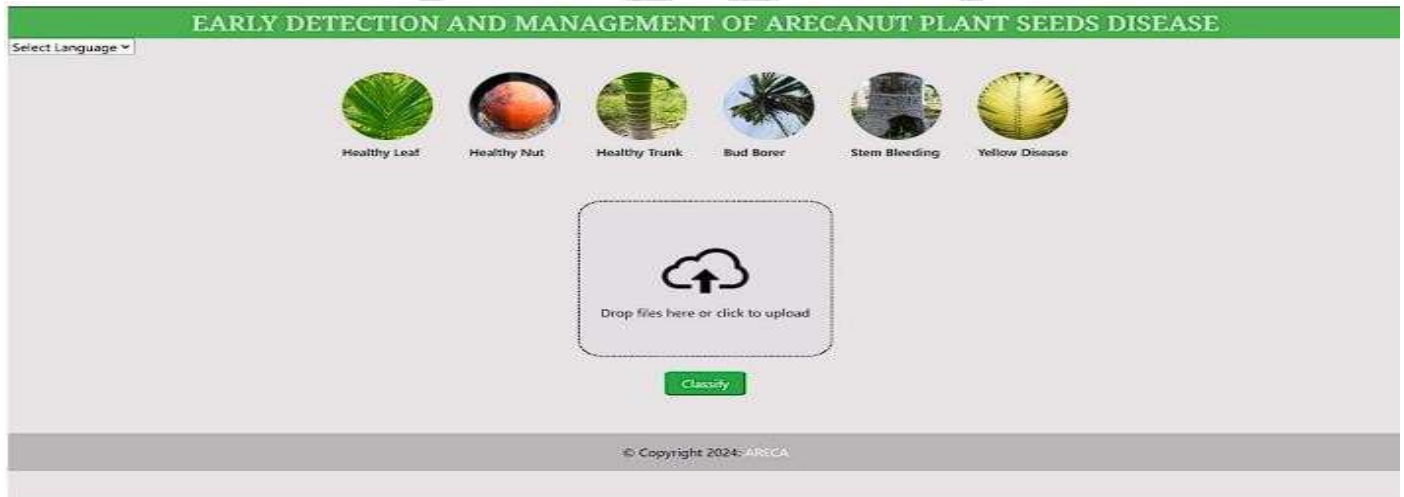 EARLY DETECTION AND MANAGEMENT OF ARECANUT PLANT SEEDS DISEASE
Select Language
Healthy Leaf Healthy Nut Healthy Trunk Bud Borer Stem Bleeding Yellow Disease
Drop files here or click to upload
Classify
© Copyright 2024: ARECA